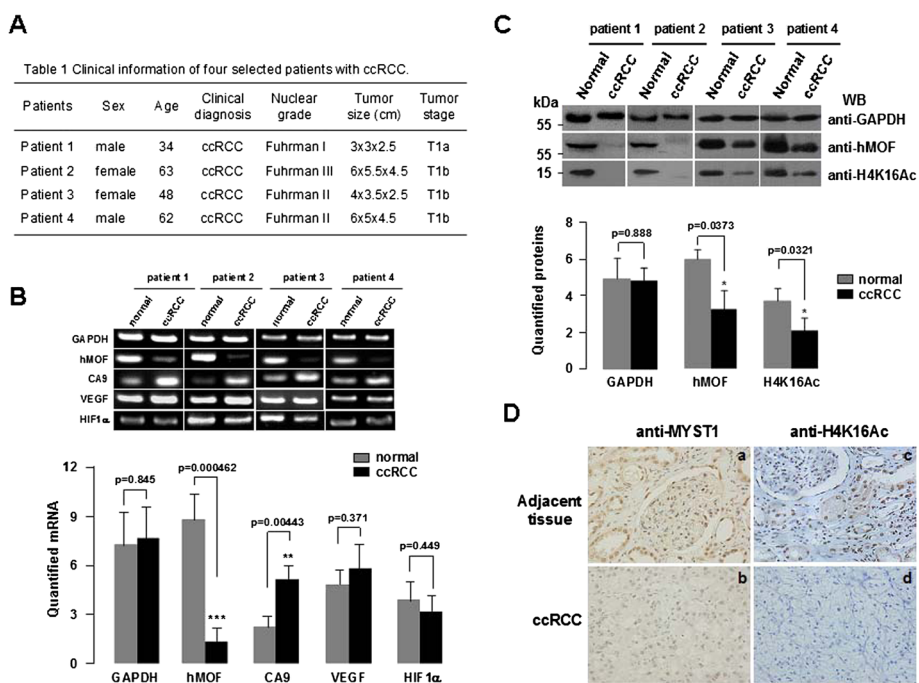 A
Table 1 Clinical information of four selected patients with ccRCC.
Patients Sex Age Clinical diagnosis Nuclear grade Tumor size (cm) Tumor stage
Patient 1 male 34 ccRCC Fuhrman I 3x3x2.5 T1a
Patient 2 female 63 ccRCC Fuhrman III 6x5.5x4.5 T1b
Patient 3 female 48 ccRCC Fuhrman II 4x3.5x2.5 T1b
Patient 4 male 62 ccRCC Fuhrman II 6x5x4.5 T1b
B
patient 1 patient 2 patient 3 patient 4
normal ccRCC normal ccRCC normal ccRCC normal ccRCC
GAPDH
hMOF
CA9
VEGF
HIF1α
normal
ccRCC
Quantified mRNA
12
9
6
3
0
p=0.845
p=0.000462
***
p=0.00443
**
p=0.371
p=0.449
GAPDH hMOF CA9 VEGF HIF1α
C
patient 1 patient 2 patient 3 patient 4
Normal ccRCC Normal ccRCC Normal ccRCC Normal ccRCC
kDa WB
55 anti-GAPDH
55 anti-hMOF
15 anti-H4K16Ac
Quantified proteins
8
6
4
2
0
p=0.888
p=0.0373
*
p=0.0321
*
normal
ccRCC
GAPDH hMOF H4K16Ac
D
anti-MYST1 anti-H4K16Ac
Adjacent tissue
a c
ccRCC
b d